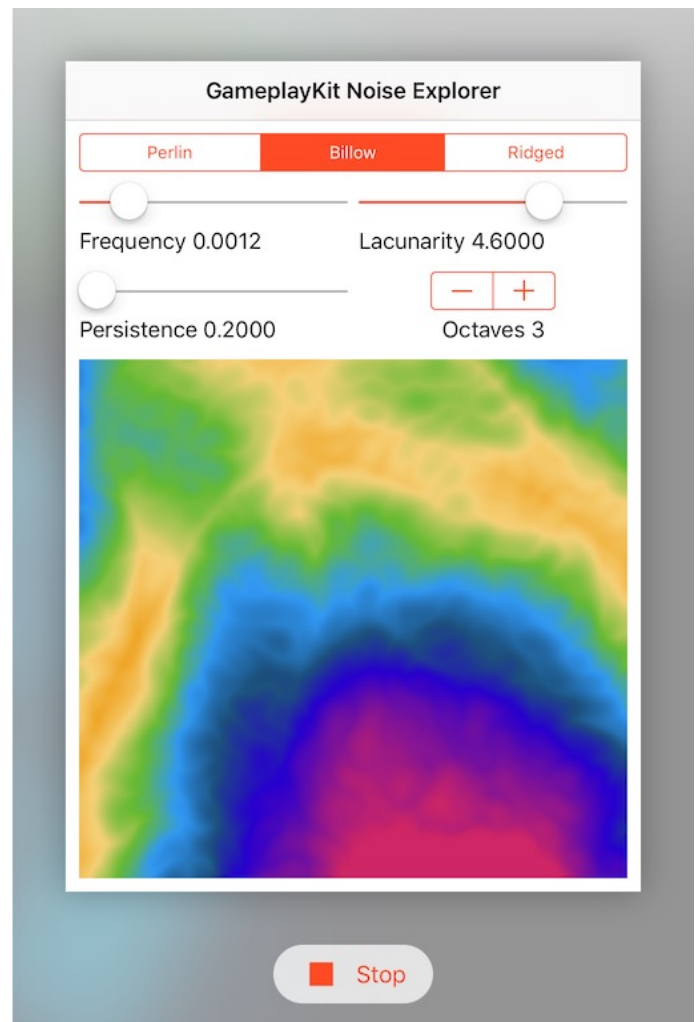 GameplayKit Noise Explorer
Perlin Billow Ridged
Frequency 0.0012 Lacunarity 4.6000
Persistence 0.2000 Octaves 3
Stop